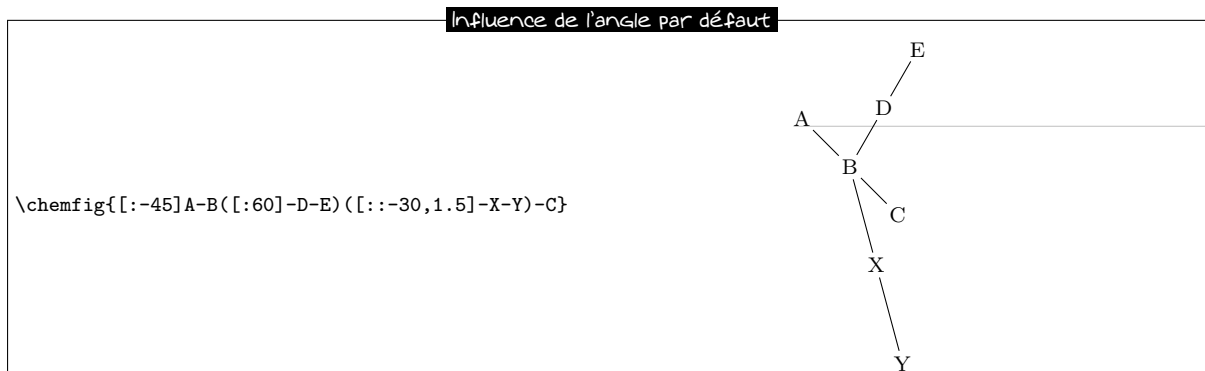 Influence de l'angle par défaut
\chemfig{[:-45]A-B([:60]-D-E)([::-30,1.5]-X-Y)-C}
E
D
A
B
C
X
Y